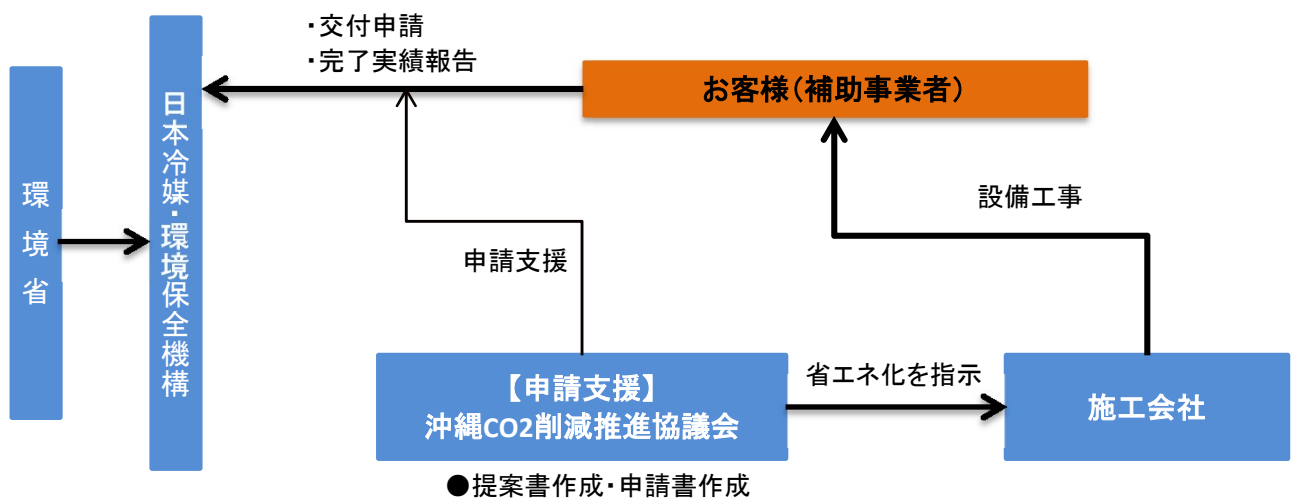 ・交付申請
・完了実績報告
お客様(補助事業者)
環境省
日本冷媒・環境保全機構
設備工事
申請支援
【申請支援】
沖縄CO2削減推進協議会
省エネ化を指示
施工会社
●提案書作成・申請書作成